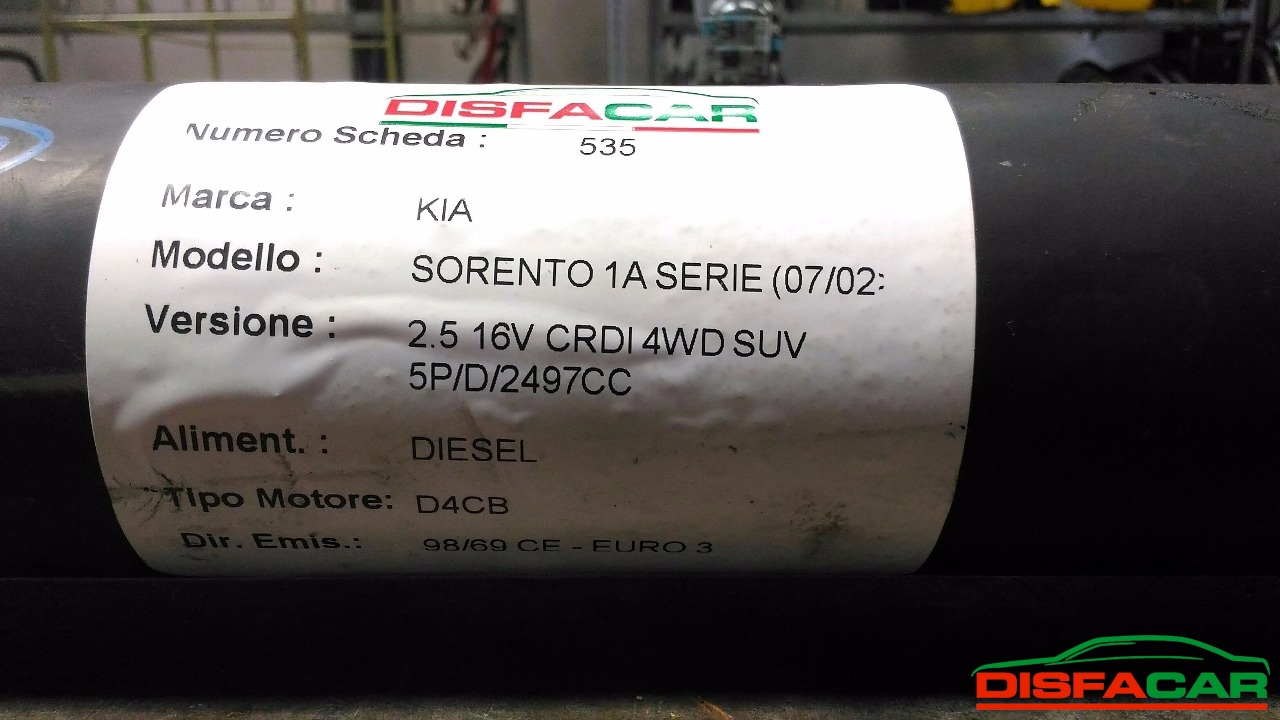 DISFACAR
Numero Scheda : 535
Marca : KIA
Modello : SORENTO 1A SERIE (07/02:
Versione : 2.5 16V CRDI 4WD SUV
5P/D/2497CC
Aliment. : DIESEL
Tipo Motore: D4CB
Dir. Emis.: 98/69 CE - EURO 3
DISFACAR